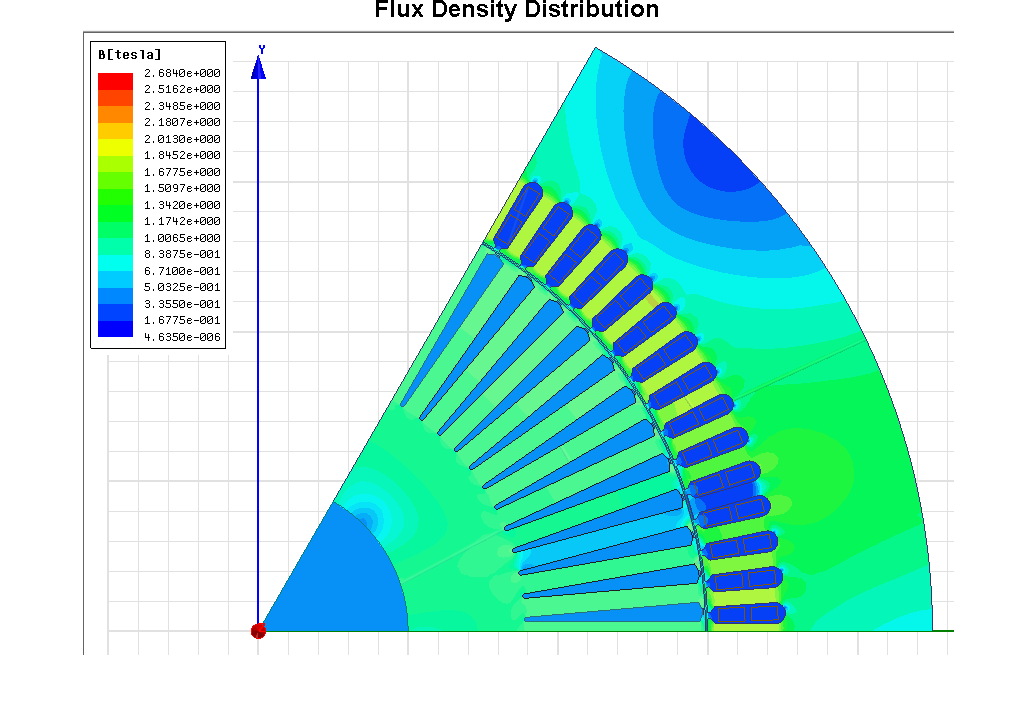 Flux Density Distribution
B[tesla]
2.6840e+000
2.5162e+000
2.3485e+000
2.1807e+000
2.0130e+000
1.8452e+000
1.6775e+000
1.5097e+000
1.3420e+000
1.1742e+000
1.0065e+000
8.3875e-001
6.7100e-001
5.0325e-001
3.3550e-001
1.6775e-001
4.6350e-006
Y